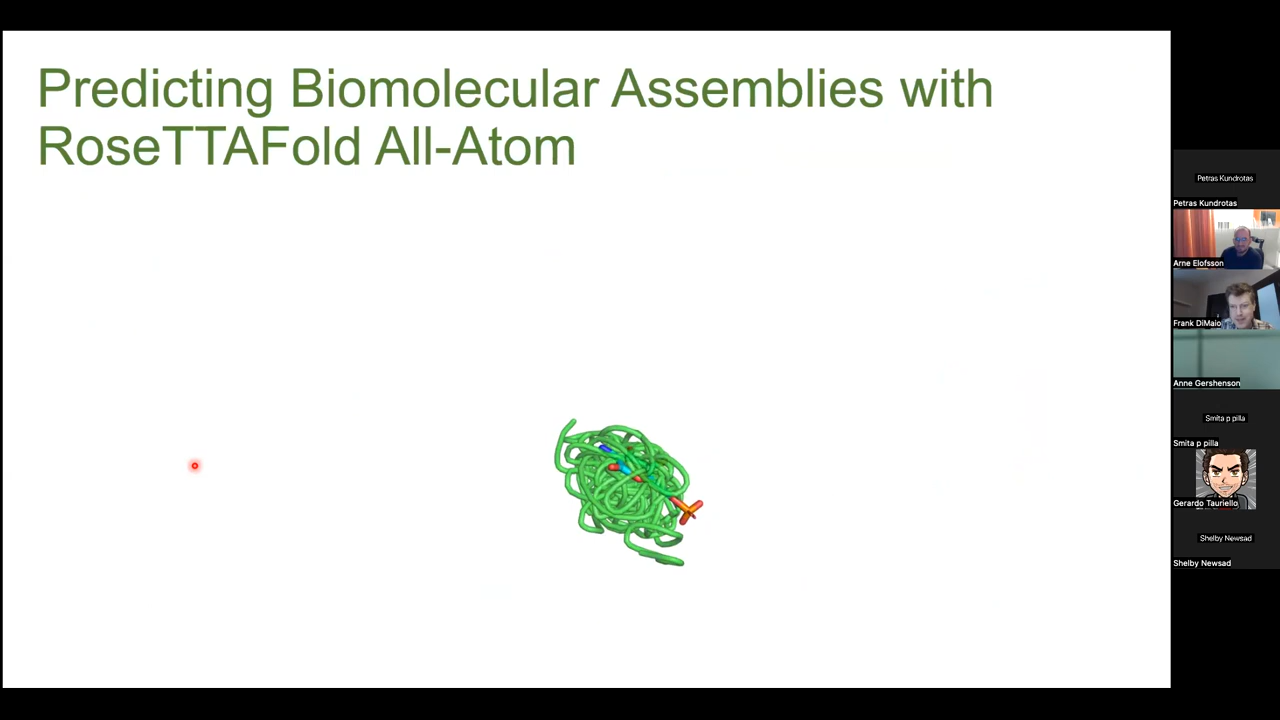 Predicting Biomolecular Assemblies with
RoseTTAFold All-Atom
Petras Kundrotas
Petras Kundrotas
Arne Elofsson
Frank DiMaio
Anne Gershenson
Smita p pilla
Smita p pilla
Gerardo Tauriello
Shelby Newsad
Shelby Newsad